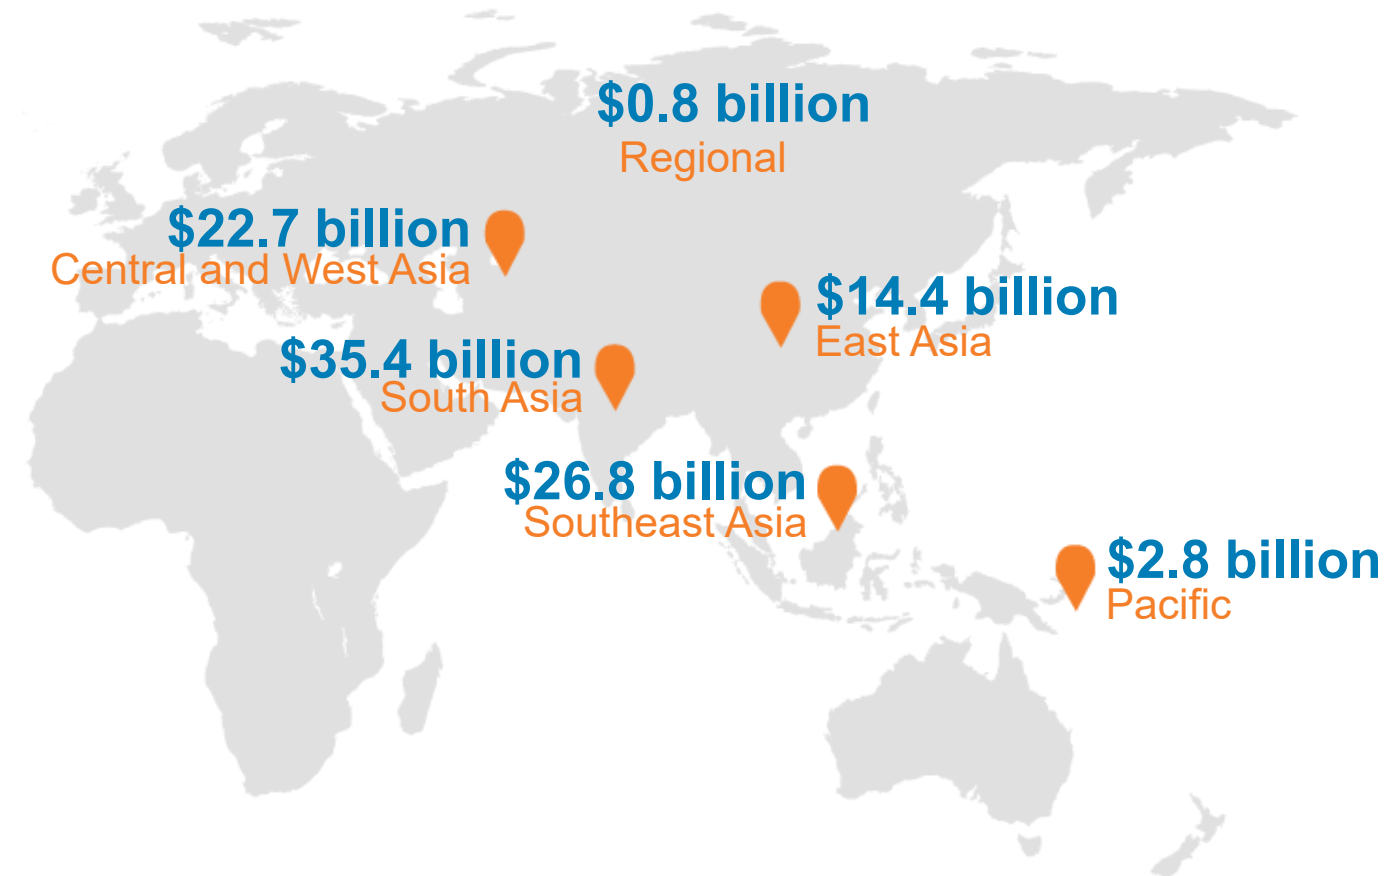 $0.8 billion
Regional
$22.7 billion
Central and West Asia
$14.4 billion
East Asia
$35.4 billion
South Asia
$26.8 billion
Southeast Asia
$2.8 billion
Pacific